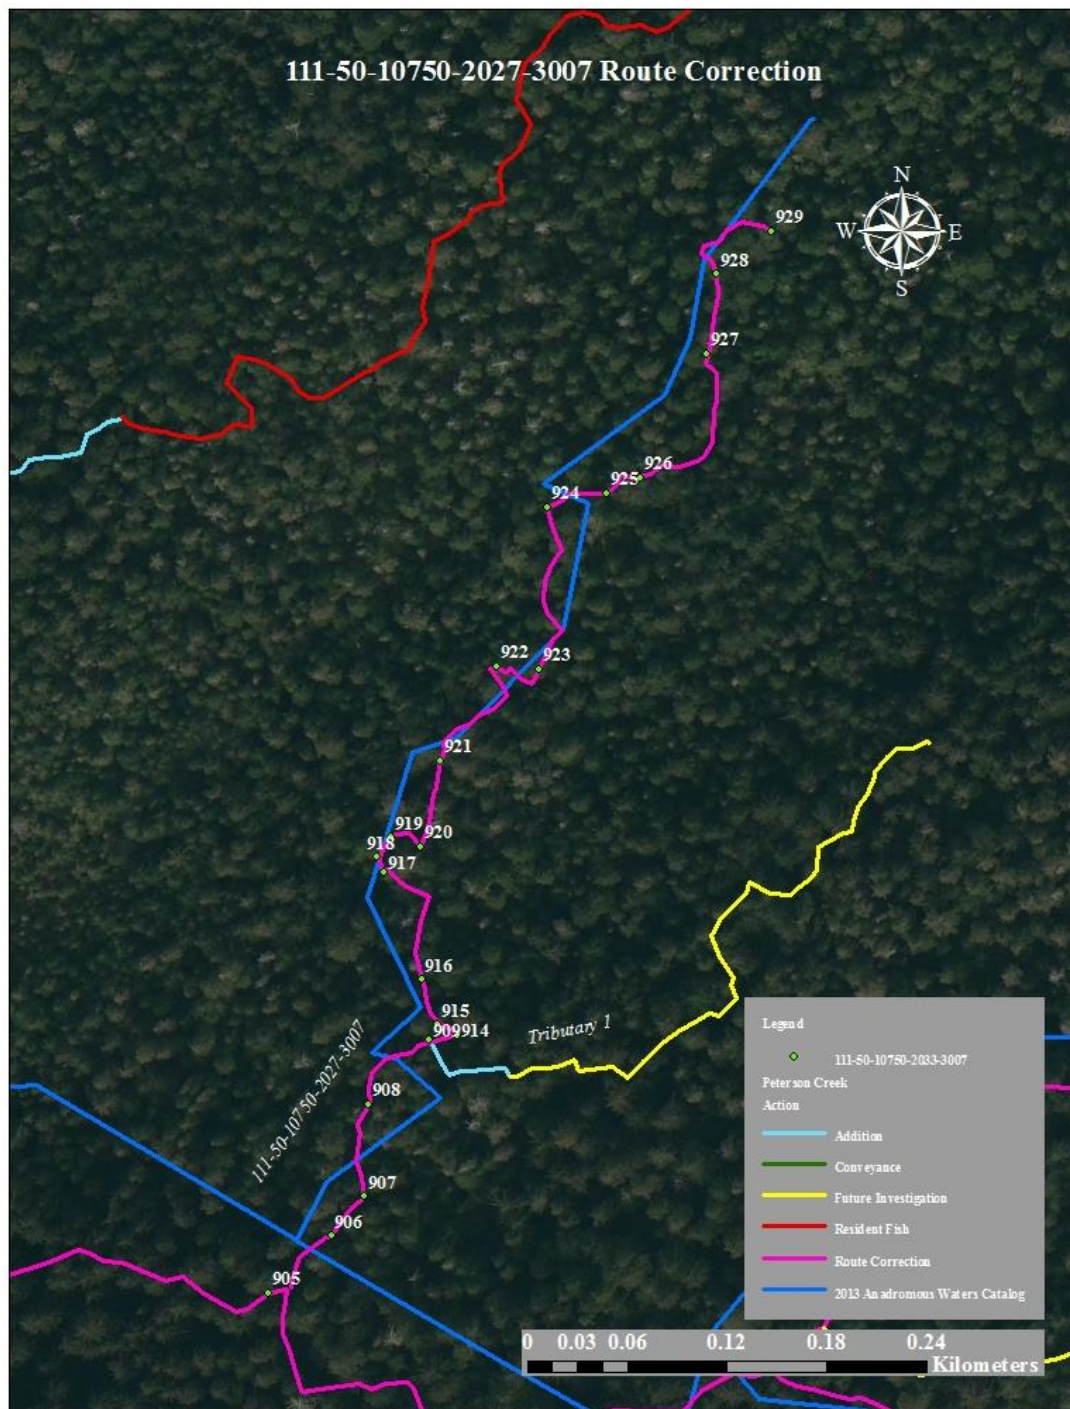 111-50-10750-2027-3007 Route Correction
N
W E
S
929
928
927
926
925
924
922
923
921
919
920
918
917
916
915
909914
Tributary 1
908
111-50-10750-2027-3007
907
906
905
Legend
111-50-10750-2033-3007
Peterson Creek
Action
Addition
Conveyance
Future Investigation
Resident Fish
Route Correction
2013 Anadromous Waters Catalog
0 0.03 0.06 0.12 0.18 0.24
Kilometers